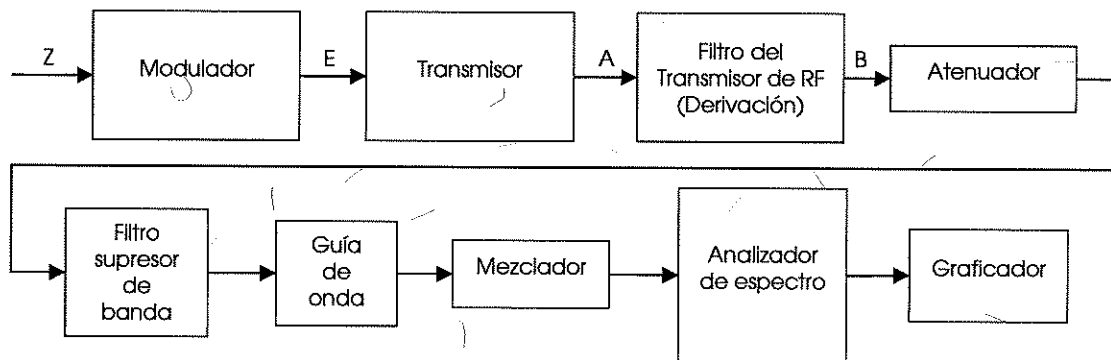 Z
Modulador
E
Transmisor
A
Filtro del
Transmisor de RF
(Derivación)
B
Atenuador
Filtro
supresor
de
banda
Guía
de
onda
Mezclador
Analizador
de espectro
Graficador